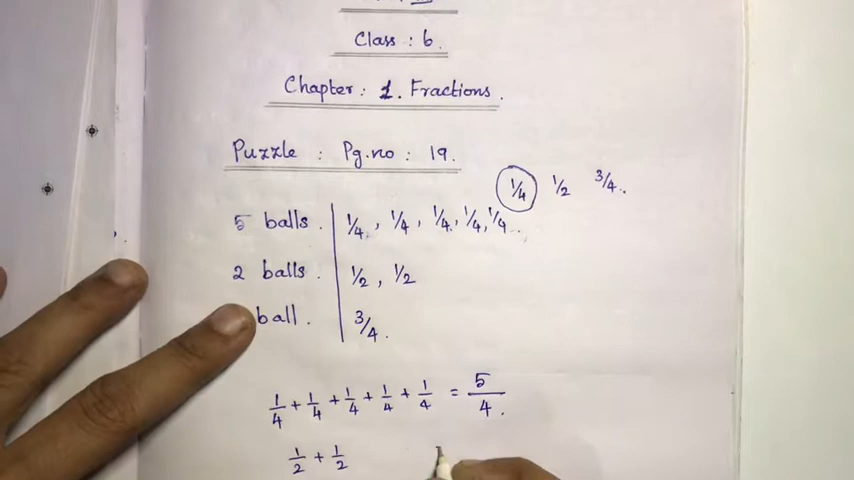 Class : 6.
Chapter : 1. Fractions.
Puzzle : Pg.no : 19.
1/4 1/2 3/4.
5 balls. 1/4, 1/4, 1/4, 1/4, 1/4.
2 balls. 1/2, 1/2
ball. 3/4.
1/4 + 1/4 + 1/4 + 1/4 + 1/4 = 5/4.
1/2 + 1/2